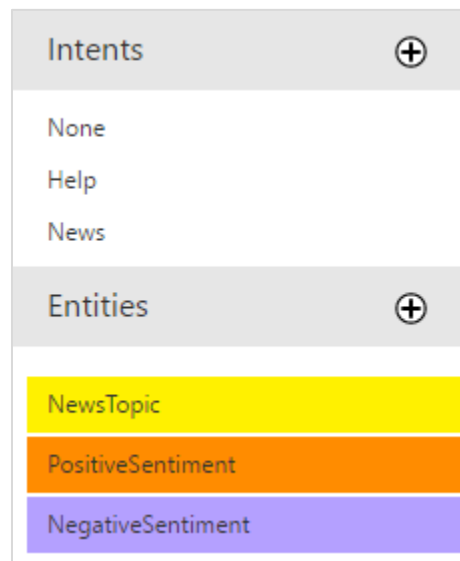 Intents
None
Help
News
Entities
NewsTopic
PositiveSentiment
NegativeSentiment